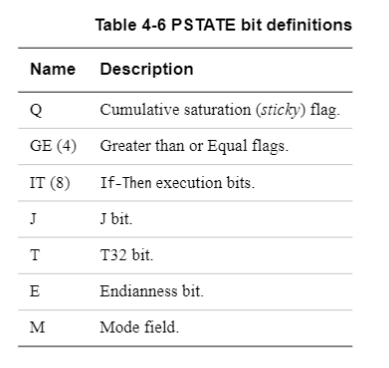 Table 4-6 PSTATE bit definitions
Name Description
Q Cumulative saturation (sticky) flag.
GE (4) Greater than or Equal flags.
IT (8) If-Then execution bits.
J J bit.
T T32 bit.
E Endianness bit.
M Mode field.